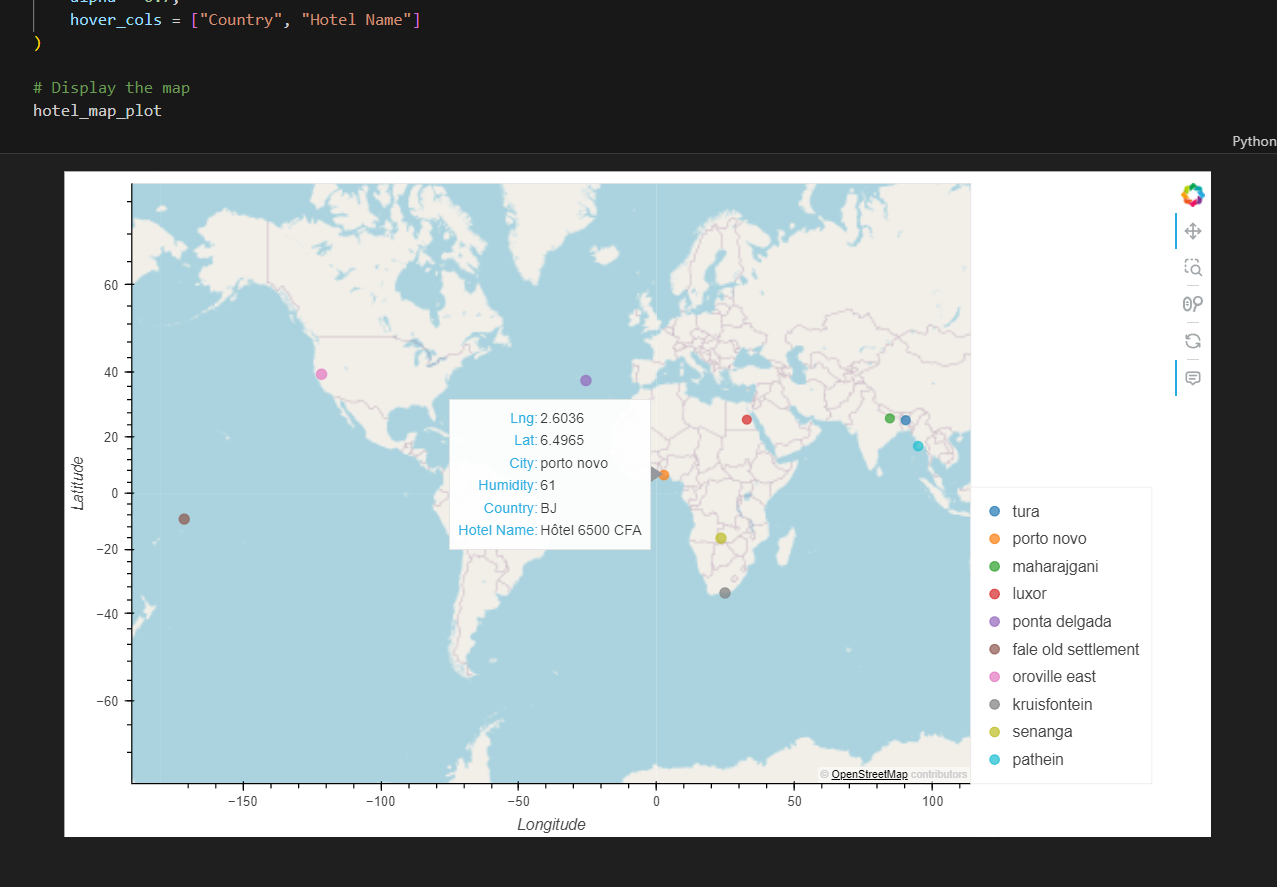 hover_cols = ["Country", "Hotel Name"]
)
# Display the map
hotel_map_plot
Python
60
40
20
0
−20
−40
−60
Latitude
−150
−100
−50
0
50
100
Longitude
Lng: 2.6036
Lat: 6.4965
City: porto novo
Humidity: 61
Country: BJ
Hotel Name: Hôtel 6500 CFA
tura
porto novo
maharajgani
luxor
ponta delgada
fale old settlement
oroville east
kruisfontein
senanga
pathein
© OpenStreetMap contributors